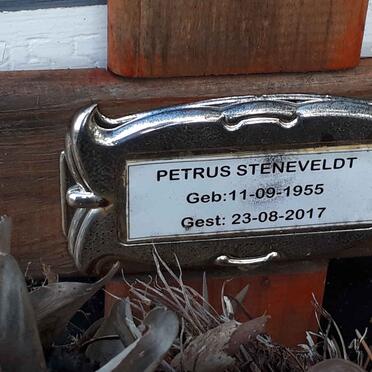 PETRUS STENEVELDT
Geb:11-09-1955
Gest: 23-08-2017